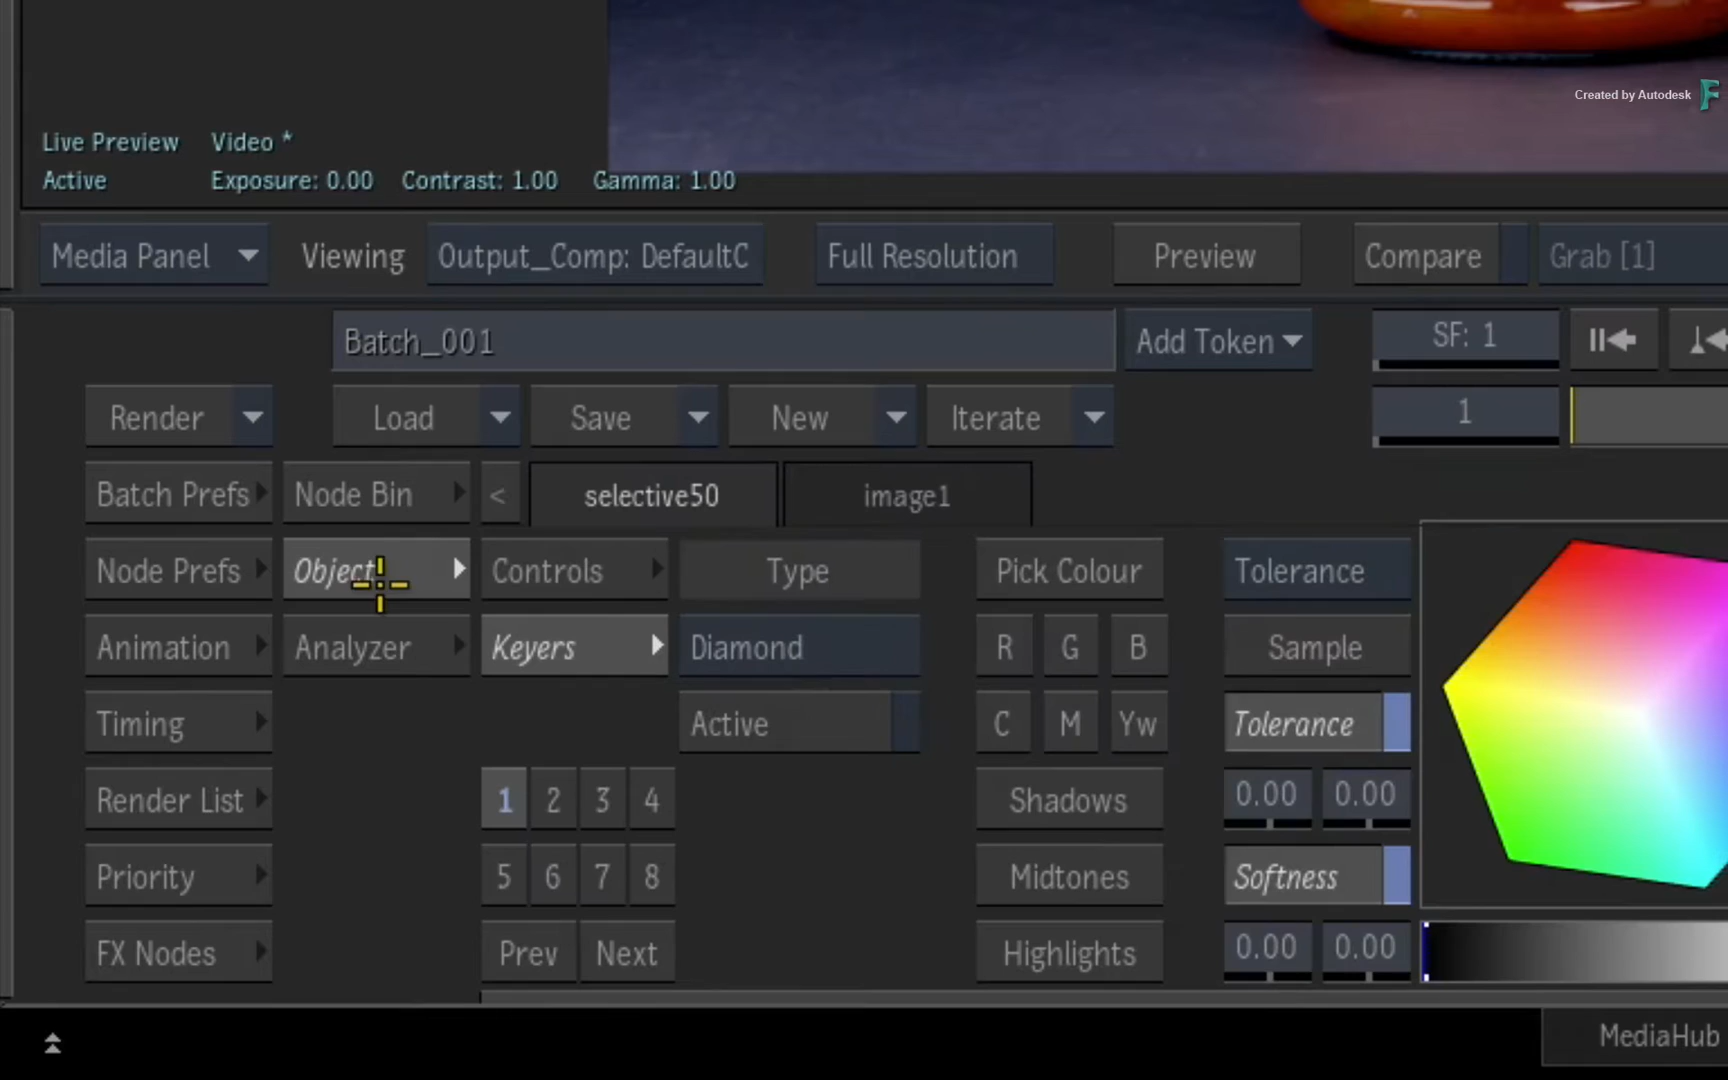 Created by Autodesk
Live Preview Video *
Active Exposure: 0.00 Contrast: 1.00 Gamma: 1.00
Media Panel Viewing Output_Comp: DefaultC Full Resolution Preview Compare Grab [1]
Batch_001 Add Token SF: 1
Render Load Save New Iterate 1
Batch Prefs Node Bin < selective50 image1
Node Prefs Object Controls Type Pick Colour Tolerance
Animation Analyzer Keyers Diamond R G B Sample
Timing Active C M Yw Tolerance
Render List 1 2 3 4 Shadows 0.00 0.00
Priority 5 6 7 8 Midtones Softness
FX Nodes Prev Next Highlights 0.00 0.00
MediaHub